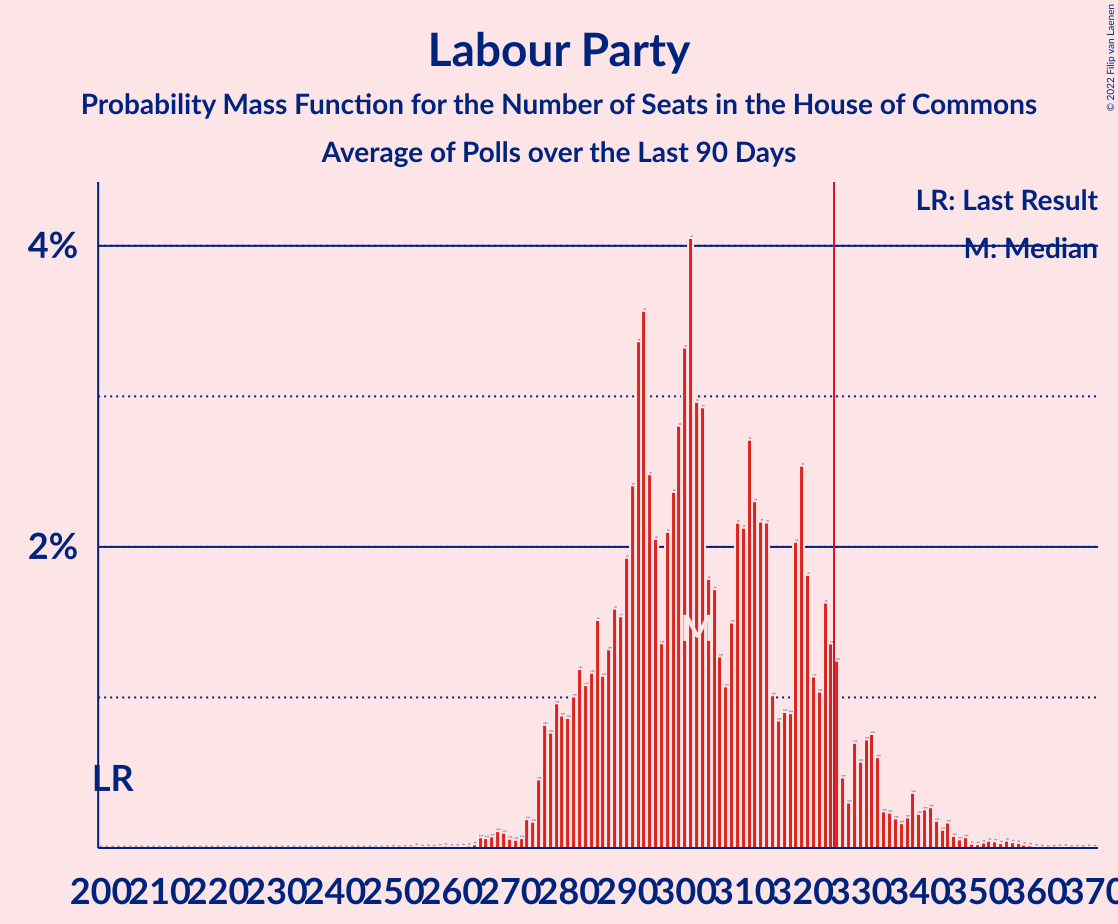 Labour Party
Probability Mass Function for the Number of Seats in the House of Commons
Average of Polls over the Last 90 Days
© 2022 Filip van Laenen
LR: Last Result
M: Median
4%
2%
M
LR
200 210 220 230 240 250 260 270 280 290 300 310 320 330 340 350 360 370